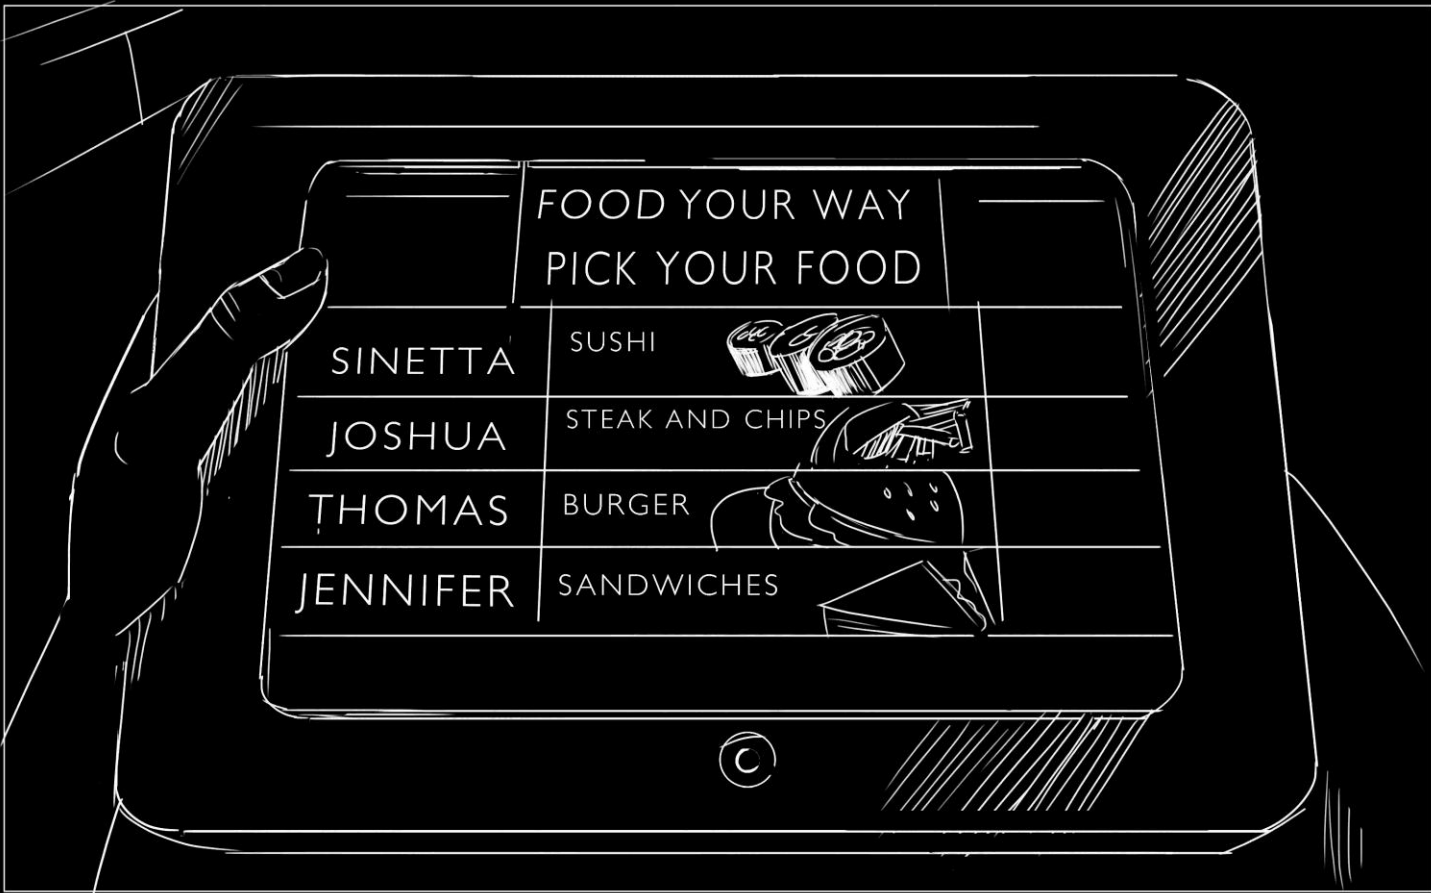 FOOD YOUR WAY
PICK YOUR FOOD
SINETTA SUSHI
JOSHUA STEAK AND CHIPS
THOMAS BURGER
JENNIFER SANDWICHES